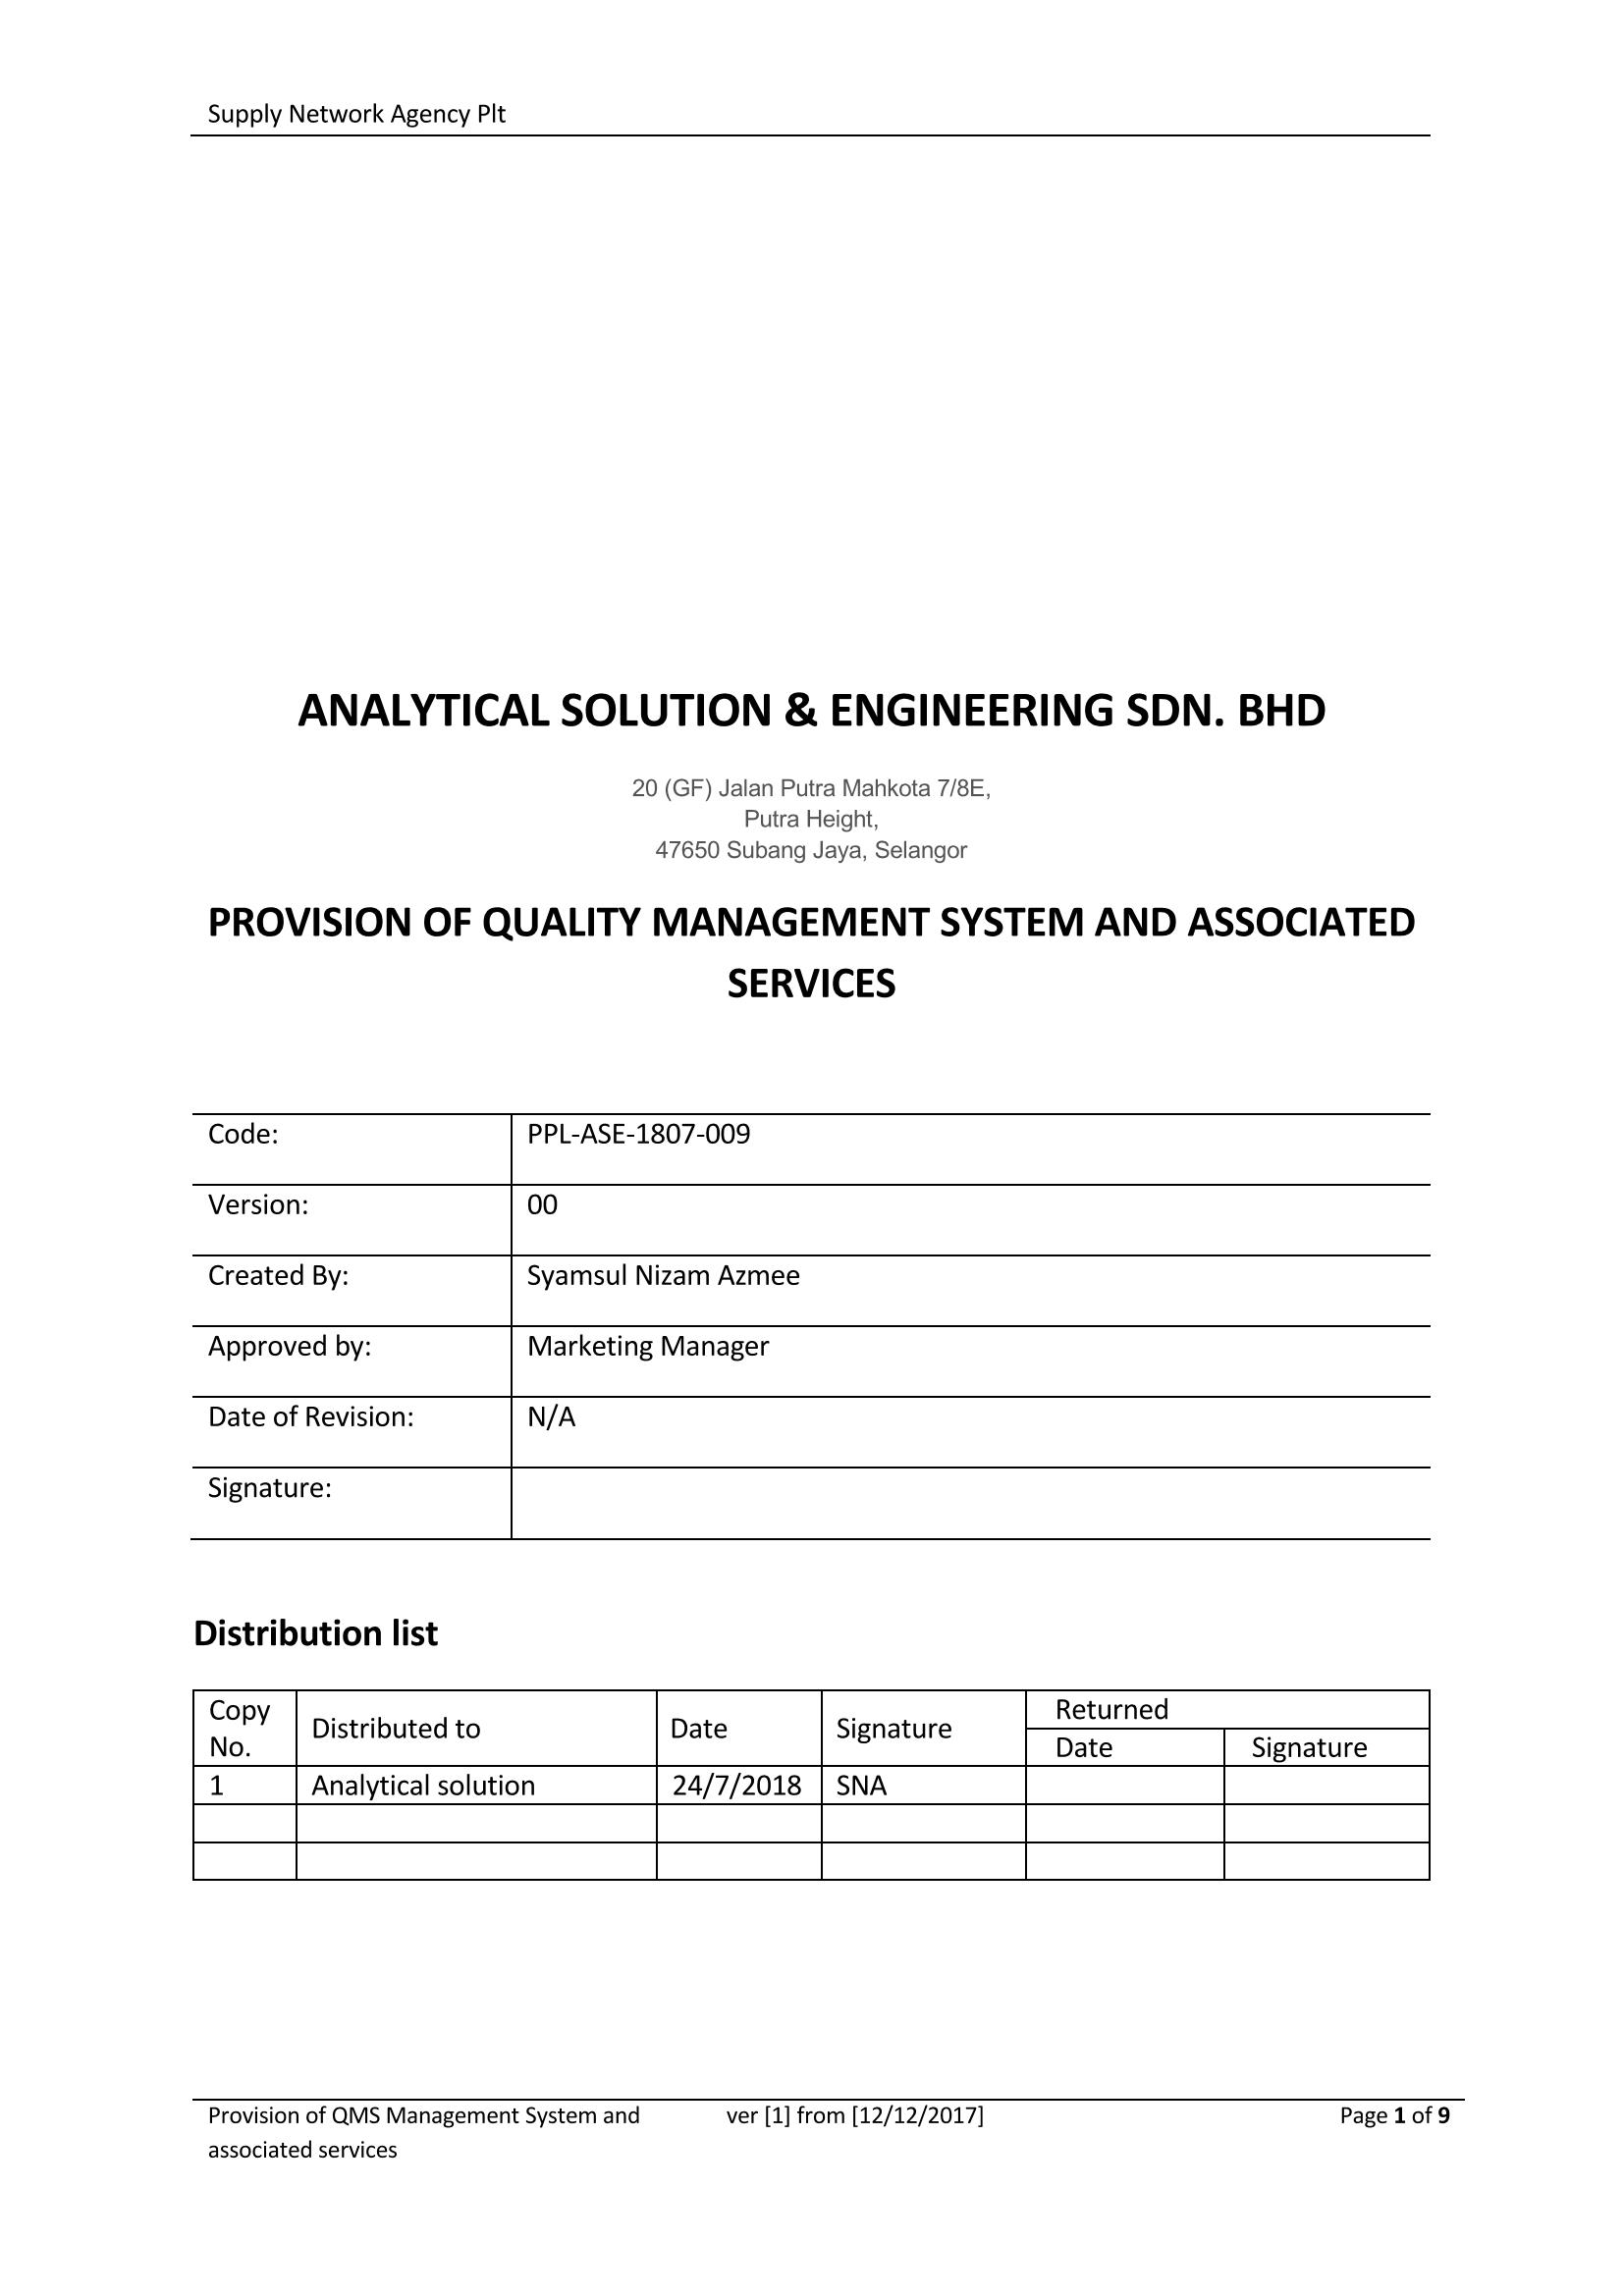 Supply Network Agency Plt
ANALYTICAL SOLUTION & ENGINEERING SDN. BHD
20 (GF) Jalan Putra Mahkota 7/8E,
Putra Height,
47650 Subang Jaya, Selangor
PROVISION OF QUALITY MANAGEMENT SYSTEM AND ASSOCIATED
SERVICES
Code: PPL-ASE-1807-009
Version: 00
Created By: Syamsul Nizam Azmee
Approved by: Marketing Manager
Date of Revision: N/A
Signature:
Distribution list
Copy No. Distributed to Date Signature Returned
Date Signature
1 Analytical solution 24/7/2018 SNA
Provision of QMS Management System and ver [1] from [12/12/2017] Page 1 of 9
associated services